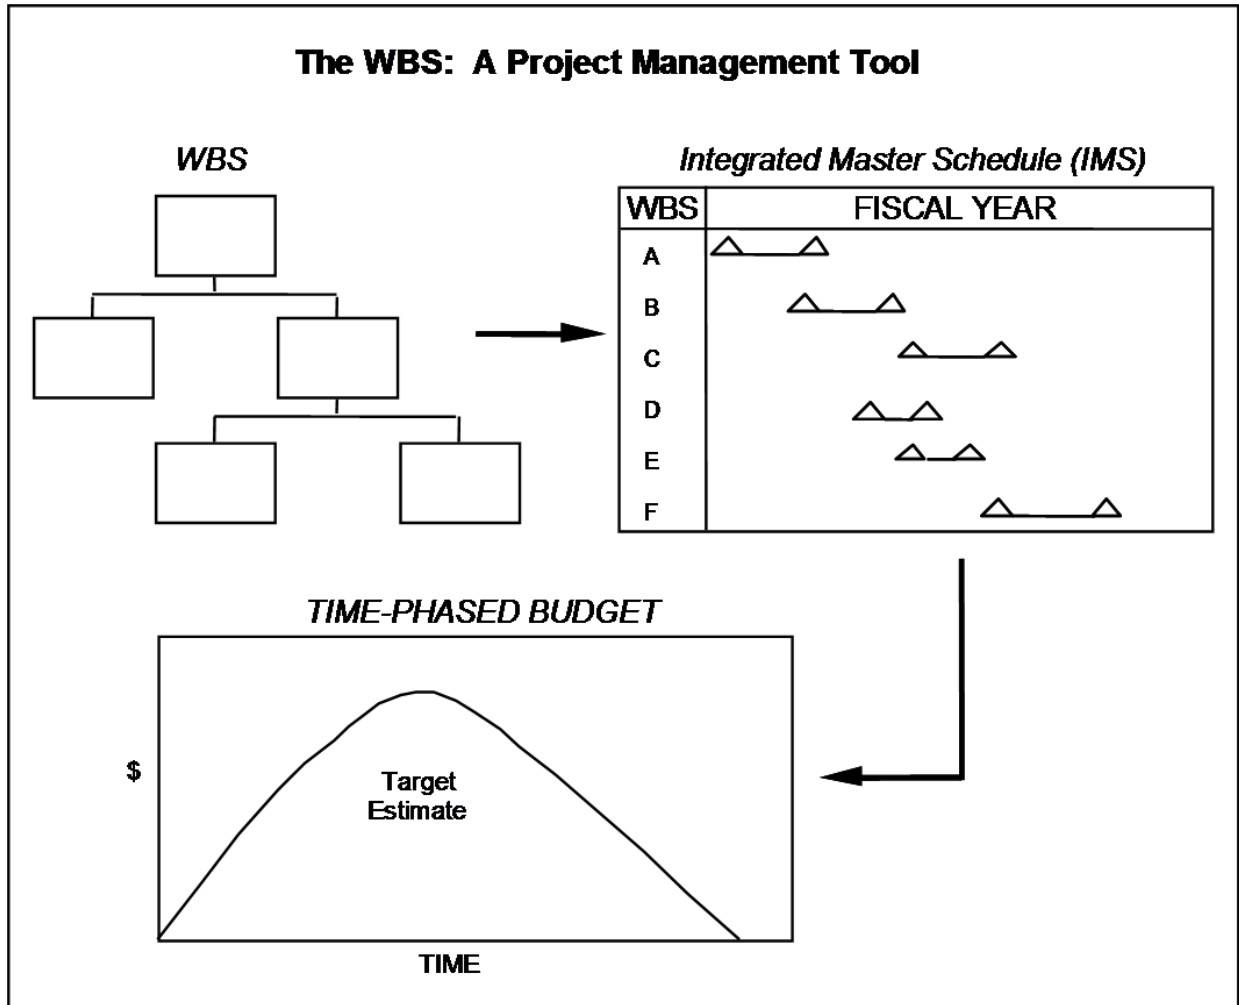 The WBS: A Project Management Tool
WBS
Integrated Master Schedule (IMS)
WBS FISCAL YEAR
A
B
C
D
E
F
TIME-PHASED BUDGET
$
Target
Estimate
TIME